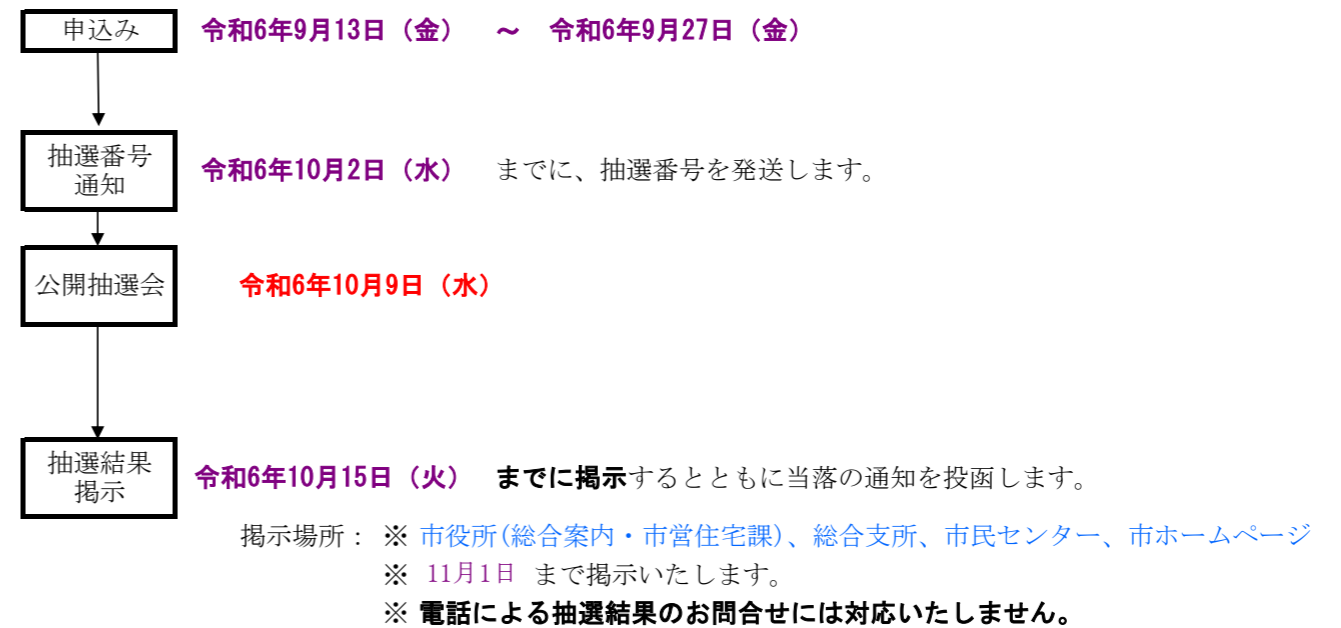 申込み 令和6年9月13日（金） ～ 令和6年9月27日（金）
抽選番号
通知
令和6年10月2日（水） までに、抽選番号を発送します。
公開抽選会 令和6年10月9日（水）
抽選結果
掲示
令和6年10月15日（火） までに掲示するとともに当落の通知を投函します。
掲示場所： ※ 市役所(総合案内・市営住宅課)、総合支所、市民センター、市ホームページ
※ 11月1日 まで掲示いたします。
※ 電話による抽選結果のお問合せには対応いたしません。